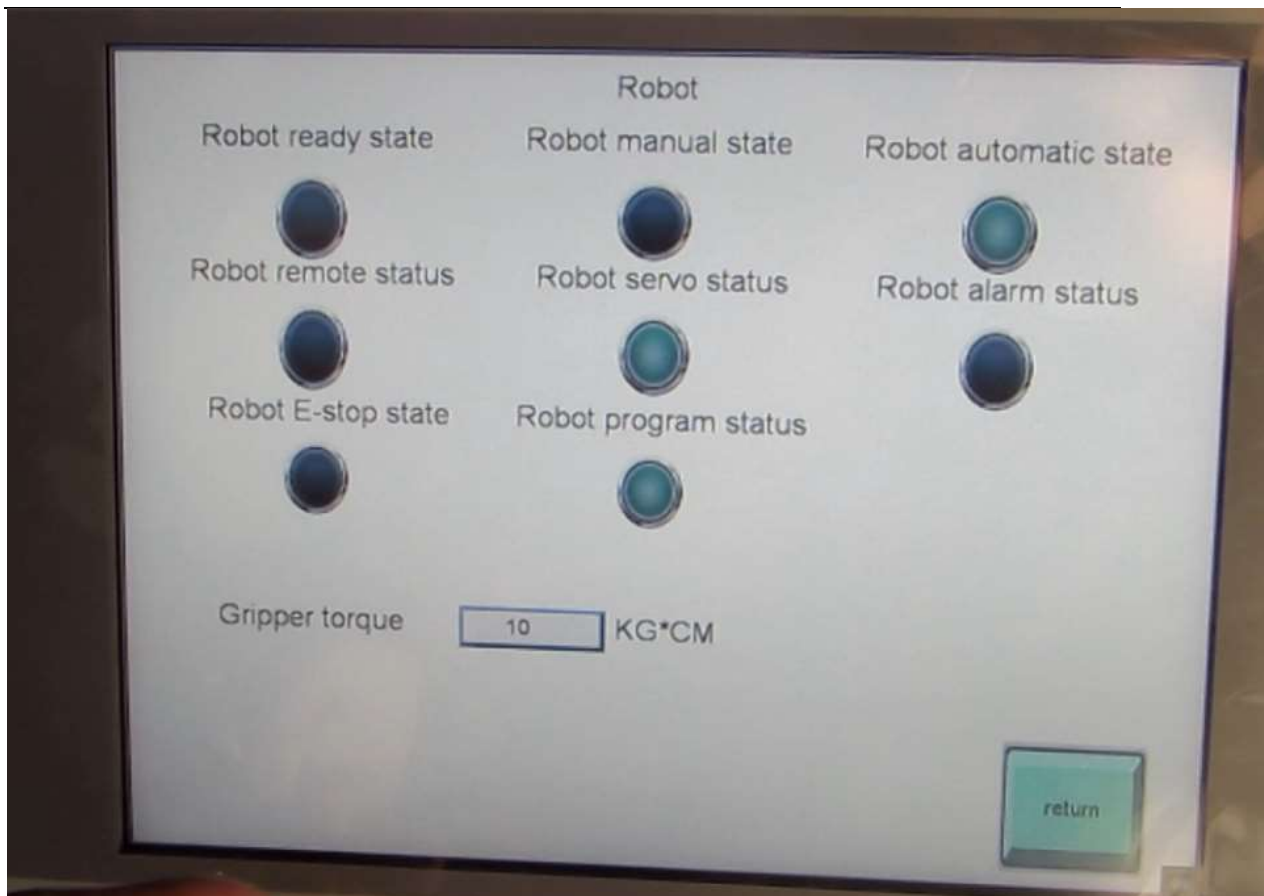 Robot
Robot ready state
Robot manual state
Robot automatic state
Robot remote status
Robot servo status
Robot alarm status
Robot E-stop state
Robot program status
Gripper torque 10 KG*CM
return